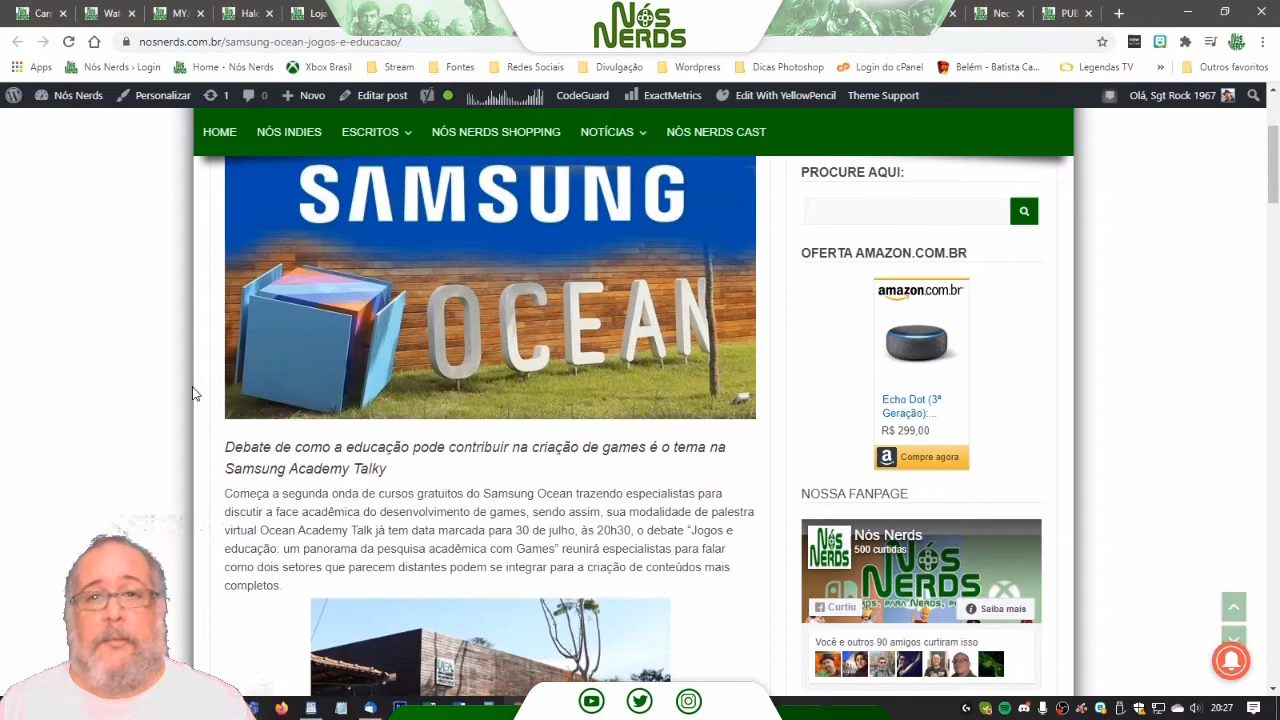 Gar
Nós
NÓS
NERDS
Nac
Nó
nosnerds.com.br/samsung-ocean-jogos-e-educacao/
Apps
Nós Nerds › Login
Home - Nós Nerds
Xbox Brasil
Stream
Fontes
Redes Sociais
Divulgação
Wordpress
Dicas Photoshop
Login do cPanel
Belém - Batista Ca...
Legendas TV
»
Outros favoritos
Nós Nerds
Personalizar
1
0
Novo
Editar post
CodeGuard
ExactMetrics
Edit With YellowPencil
Theme Support
Olá, Sgt Rock 1967
HOME
NÓS INDIES
ESCRITOS
NÓS NERDS SHOPPING
NOTÍCIAS
NÓS NERDS CAST
SAMSUNG
OCEAN
Debate de como a educação pode contribuir na criação de games é o tema na
Samsung Academy Talky
Começa a segunda onda de cursos gratuitos do Samsung Ocean trazendo especialistas para
discutir a face acadêmica do desenvolvimento de games, sendo assim, sua modalidade de palestra
virtual Ocean Academy Talk já tem data marcada para 30 de julho, às 20h30, o debate “Jogos e
educação: um panorama da pesquisa acadêmica com Games” reunirá especialistas para falar
como dois setores que parecem distantes podem se integrar para a criação de conteúdos mais
completos.
UEA
PROCURE AQUI:
OFERTA AMAZON.COM.BR
amazon.com.br
Echo Dot (3ª
Geração):...
R$ 299,00
Compre agora
NOSSA FANPAGE
NÓS
NERDS
Nós Nerds
500 curtidas
NÓS
NERDS
Curtiu
Saiba mais
Você e outros 90 amigos curtiram isso
20:27